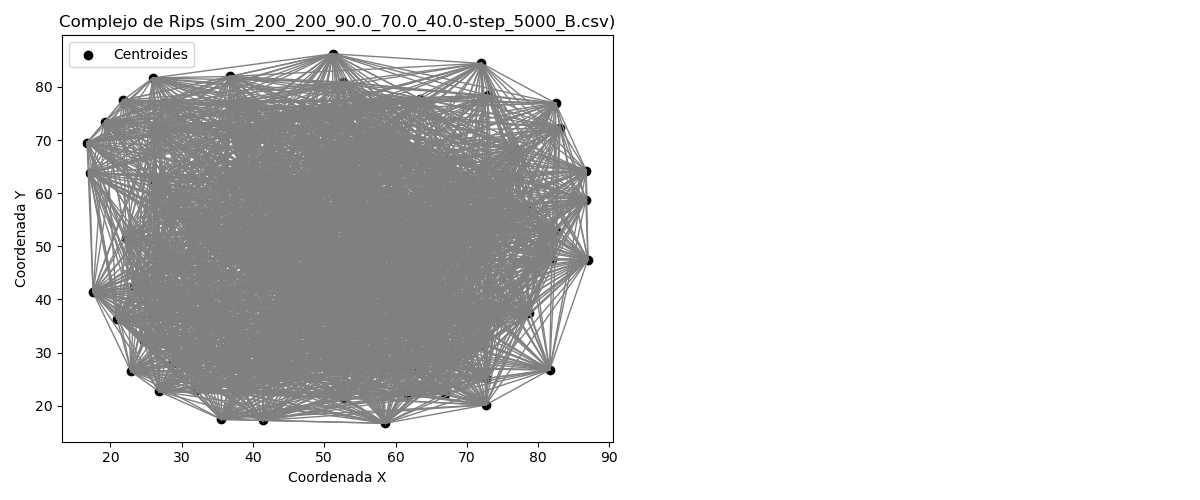 Complejo de Rips (sim_200_200_90.0_70.0_40.0-step_5000_B.csv)
Centroides
80
70
60
50
40
30
20
Coordenada Y
20 30 40 50 60 70 80 90
Coordenada X